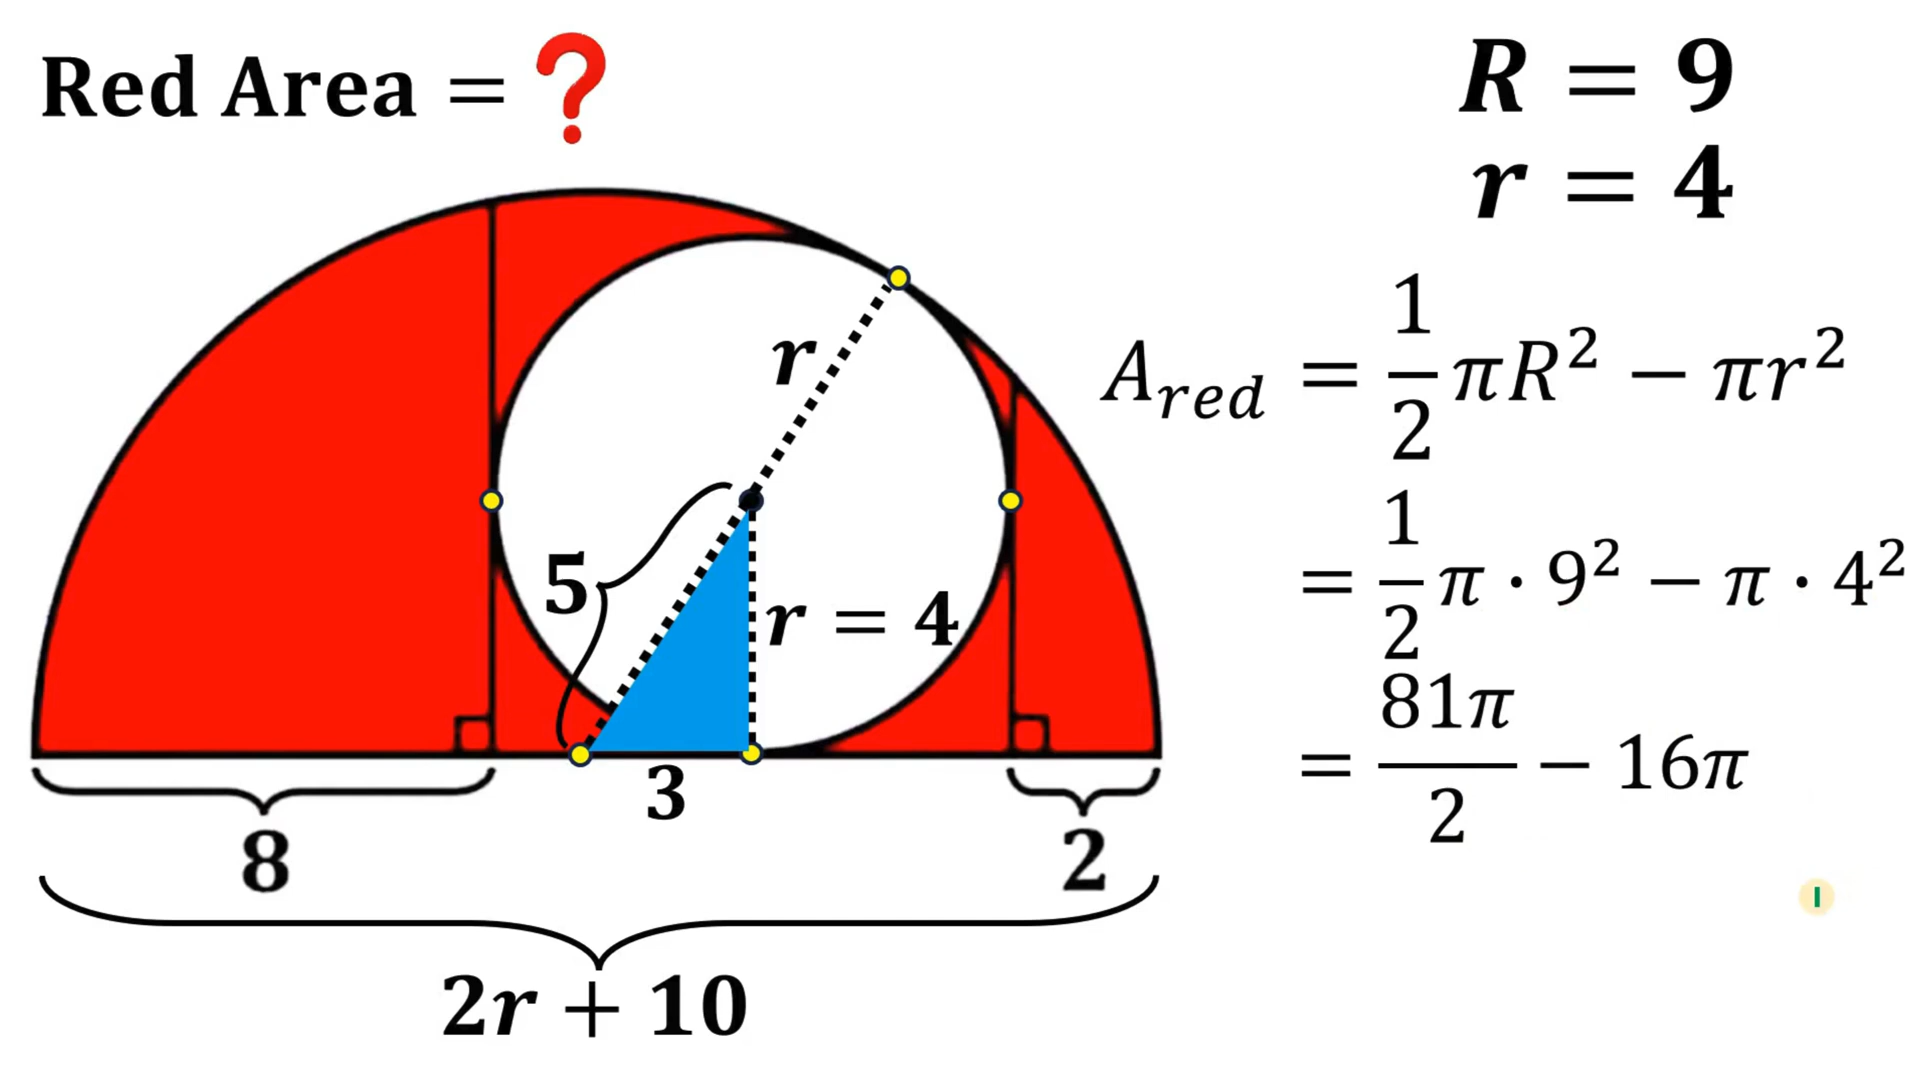 Red Area = ❓
R = 9
r = 4
r
A_red = 1/2 πR² − πr²
5
r = 4
= 1/2 π · 9² − π · 4²
3
= 81π/2 − 16π
8
2
2r + 10